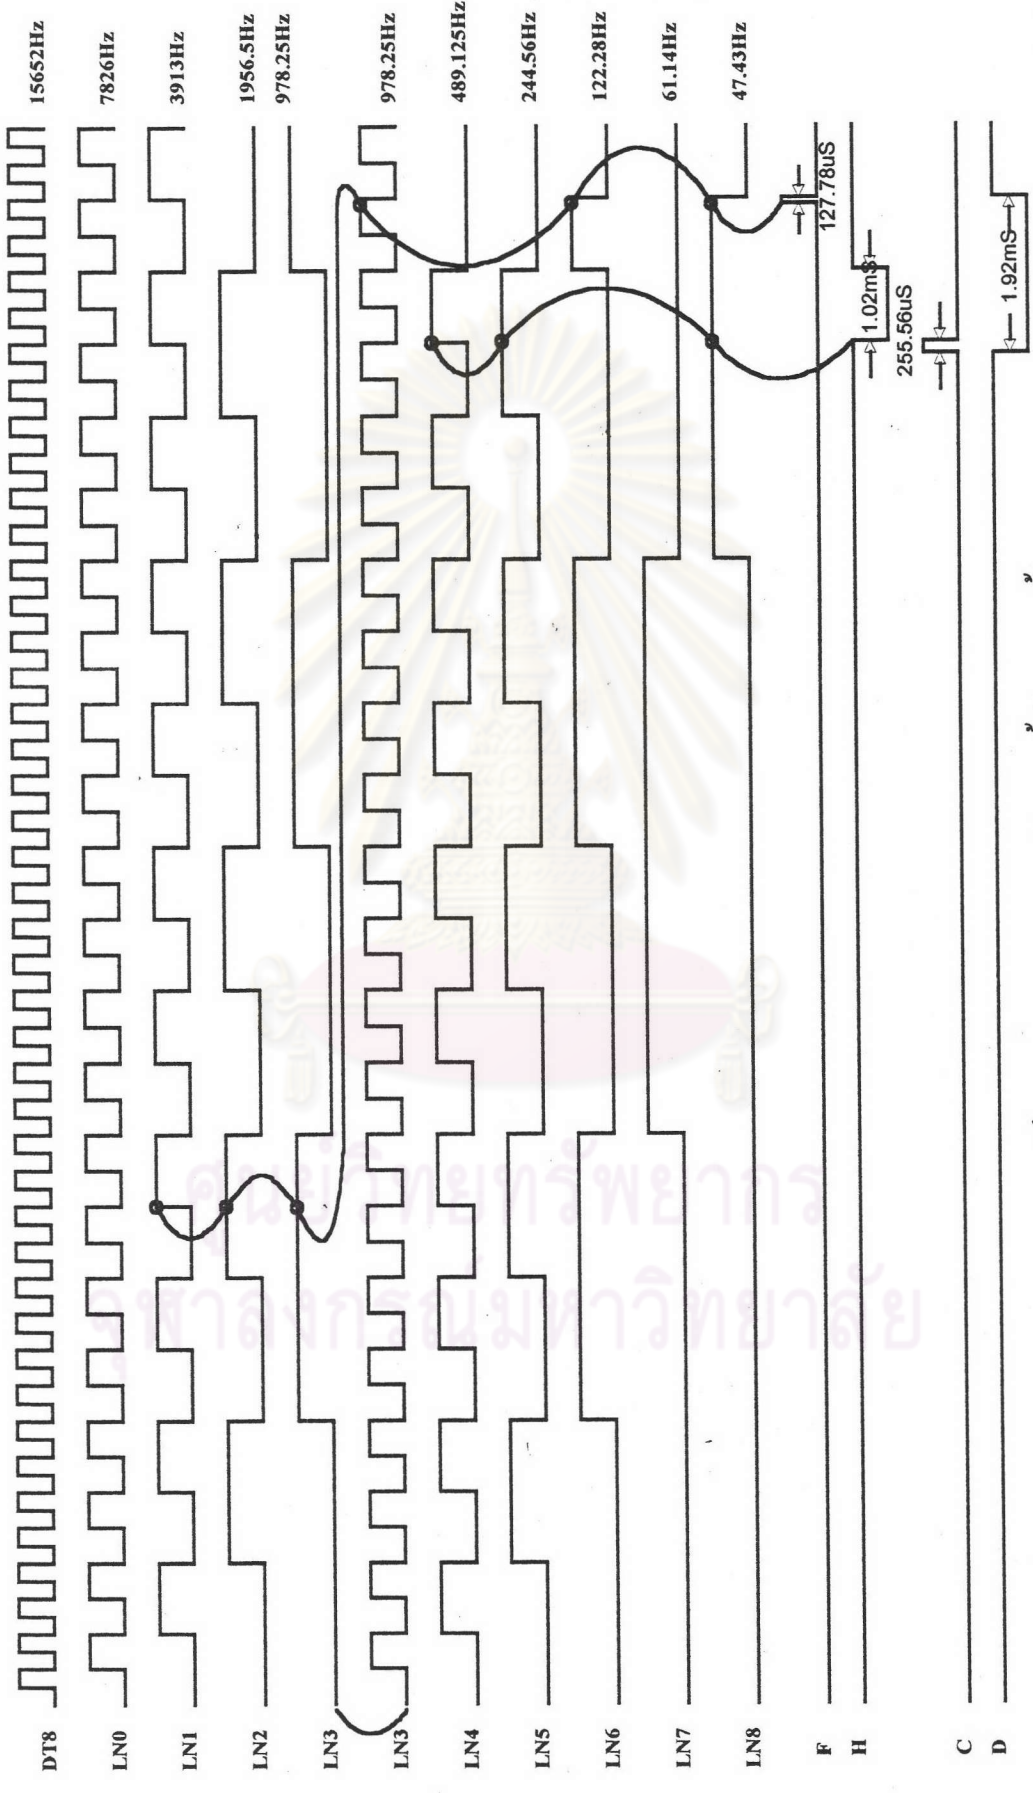 DT8 15652Hz
LN0 7826Hz
LN1 3913Hz
LN2 1956.5Hz
LN3 978.25Hz
LN3 978.25Hz
LN4 489.125Hz
LN5 244.56Hz
LN6 122.28Hz
LN7 61.14Hz
LN8 47.43Hz
F 127.78uS
H 1.02mS
255.56uS
C
D 1.92mS
ศูนย์วิทยทรัพยากร
จุฬาลงกรณ์มหาวิทยาลัย